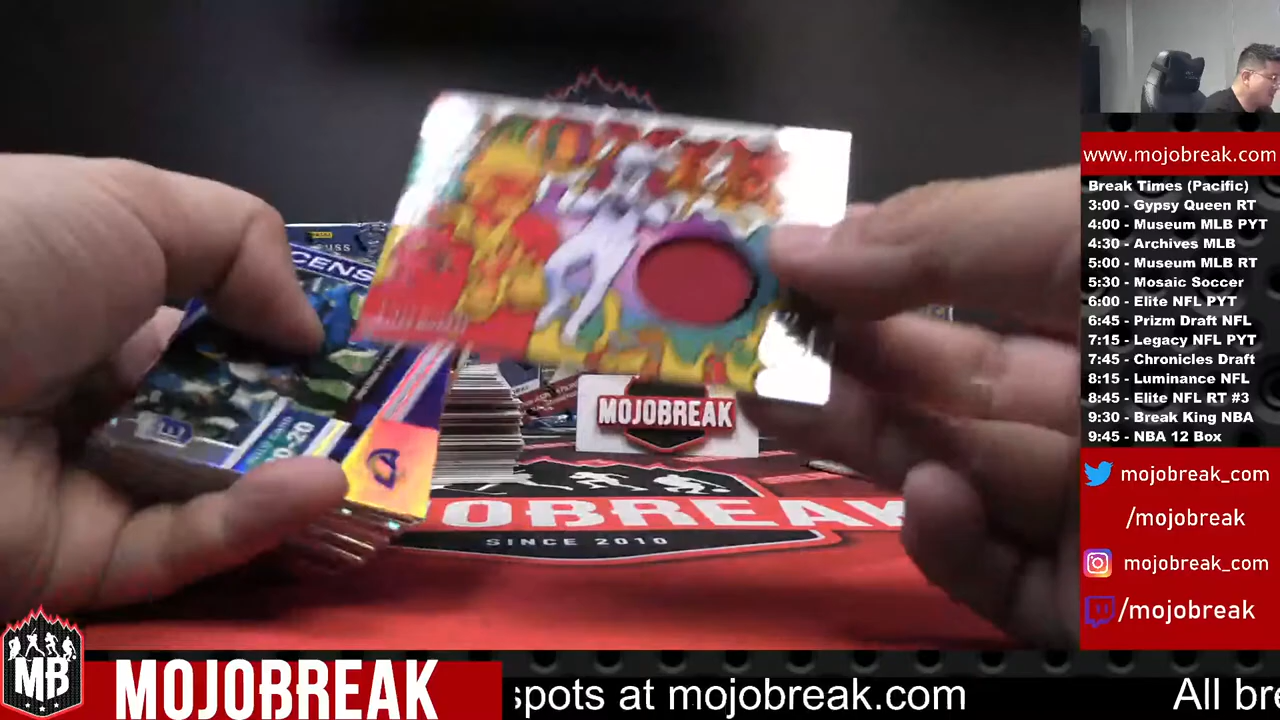 www.mojobreak.com
Break Times (Pacific)
3:00 - Gypsy Queen RT
4:00 - Museum MLB PYT
4:30 - Archives MLB
5:00 - Museum MLB RT
5:30 - Mosaic Soccer
6:00 - Elite NFL PYT
6:45 - Prizm Draft NFL
7:15 - Legacy NFL PYT
7:45 - Chronicles Draft
8:15 - Luminance NFL
8:45 - Elite NFL RT #3
9:30 - Break King NBA
9:45 - NBA 12 Box
mojobreak_com
/mojobreak
mojobreak_com
/mojobreak
MOJOBREAK
OBREAK
SINCE 2010
MB
MOJOBREAK
spots at mojobreak.com
All bre